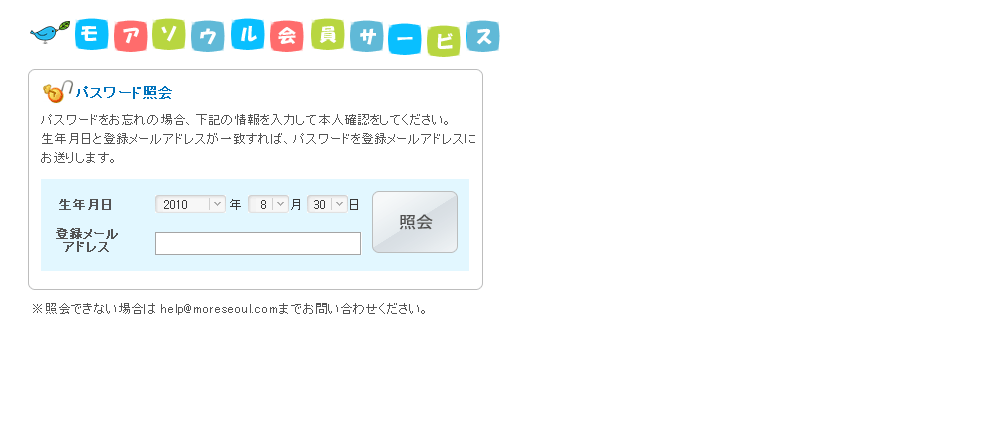 モアソウル会員サービス
パスワード照会
パスワードをお忘れの場合、下記の情報を入力して本人確認をしてください。
生年月日と登録メールアドレスが一致すれば、パスワードを登録メールアドレスに
お送りします。
生年月日 2010 年 8 月 30 日
照会
登録メール
アドレス
※照会できない場合は help@moreseoul.comまでお問い合わせください。